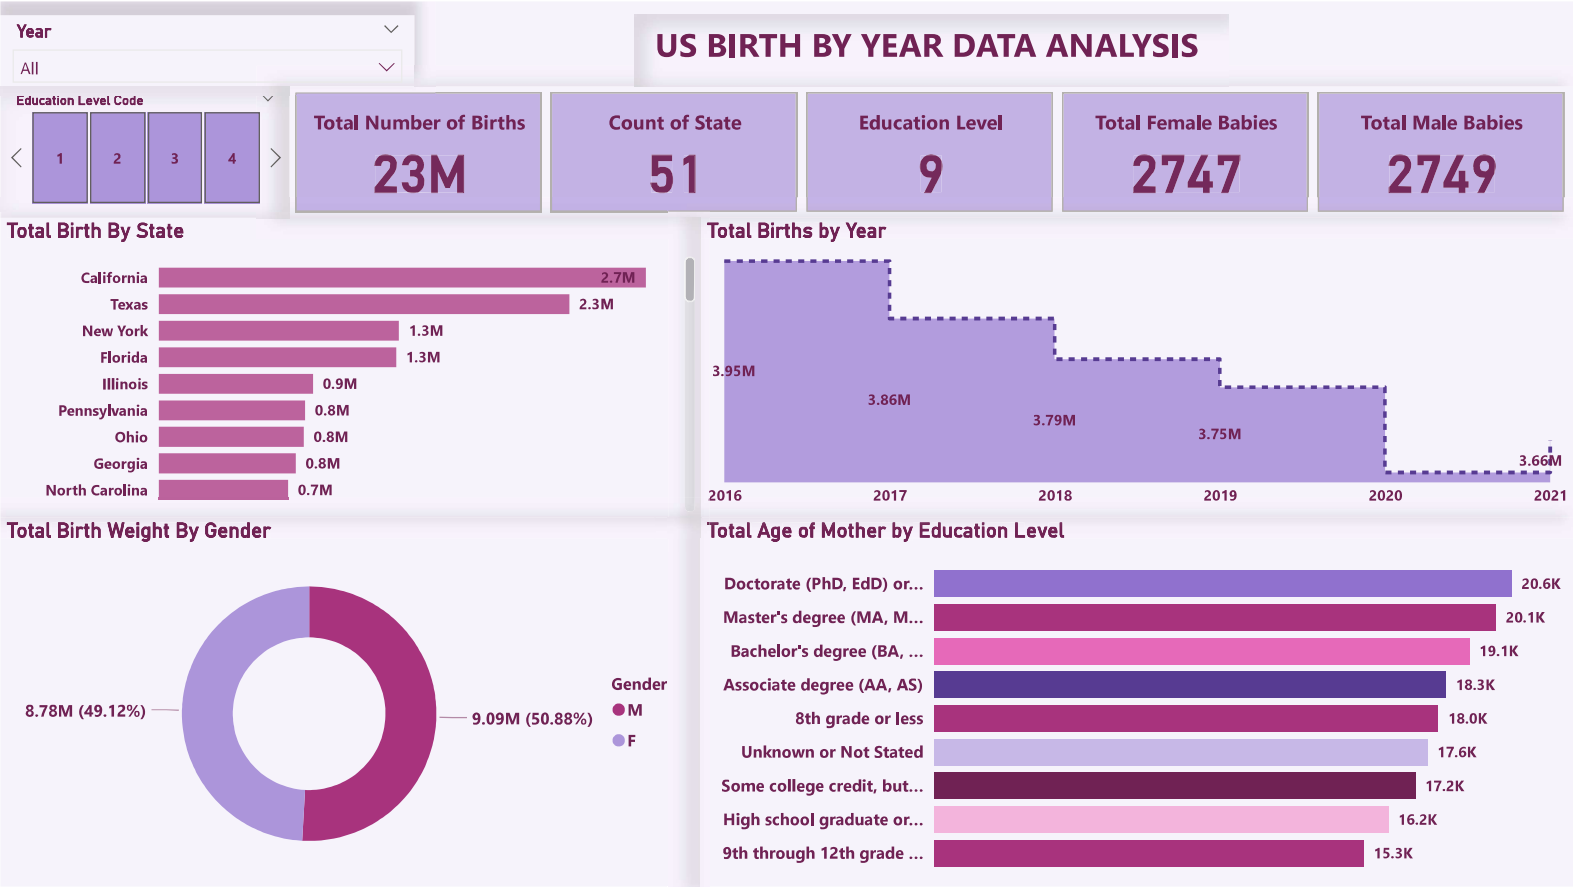 Year
All
US BIRTH BY YEAR DATA ANALYSIS
Education Level Code
1 2 3 4
Total Number of Births
23M
Count of State
51
Education Level
9
Total Female Babies
2747
Total Male Babies
2749
Total Birth By State
California 2.7M
Texas 2.3M
New York 1.3M
Florida 1.3M
Illinois 0.9M
Pennsylvania 0.8M
Ohio 0.8M
Georgia 0.8M
North Carolina 0.7M
Total Births by Year
3.95M
3.86M
3.79M
3.75M
3.66M
2016 2017 2018 2019 2020 2021
Total Birth Weight By Gender
8.78M (49.12%)
9.09M (50.88%)
Gender
M
F
Total Age of Mother by Education Level
Doctorate (PhD, EdD) or... 20.6K
Master's degree (MA, M... 20.1K
Bachelor's degree (BA, ... 19.1K
Associate degree (AA, AS) 18.3K
8th grade or less 18.0K
Unknown or Not Stated 17.6K
Some college credit, but... 17.2K
High school graduate or... 16.2K
9th through 12th grade ... 15.3K